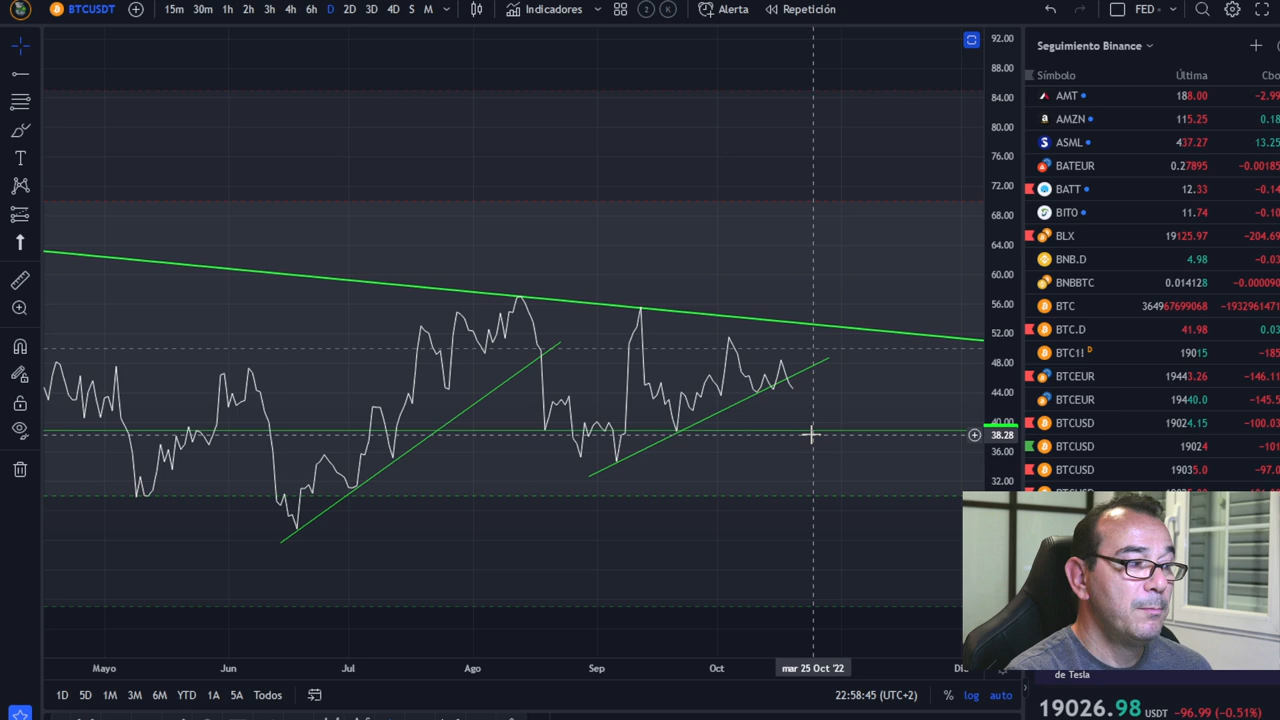 BTCUSDT 15m 30m 1h 2h 3h 4h 6h D 2D 3D 4D S M Indicadores 2 K Alerta Repetición FED
92.00
88.00
84.00
80.00
76.00
72.00
68.00
64.00
60.00
56.00
52.00
48.00
44.00
40.00
38.28
36.00
32.00
Mayo Jun Jul Ago Sep Oct mar 25 Oct '22
1D 5D 1M 3M 6M YTD 1A 5A Todos 22:58:45 (UTC+2) % log auto
Seguimiento Binance
Símbolo Última Cbo
AMT 188.00 -2.99
AMZN 115.25 0.18
ASML 437.27 13.25
BATEUR 0.27895 -0.00185
BATT 12.33 -0.14
BITO 11.74 -0.10
BLX 19125.97 -204.69
BNB.D 4.98 -0.03
BNBBTC 0.014128 -0.000090
BTC 364967699068 -1932961471
BTC.D 41.98 0.03
BTC1! D 19015 -185
BTCEUR 19443.26 -146.11
BTCEUR 19440.0 -145.5
BTCUSD 19024.15 -100.03
BTCUSD 19024 -101
BTCUSD 19035.0 -97.0
de Tesla
19026.98 USDT -96.99 (-0.51%)